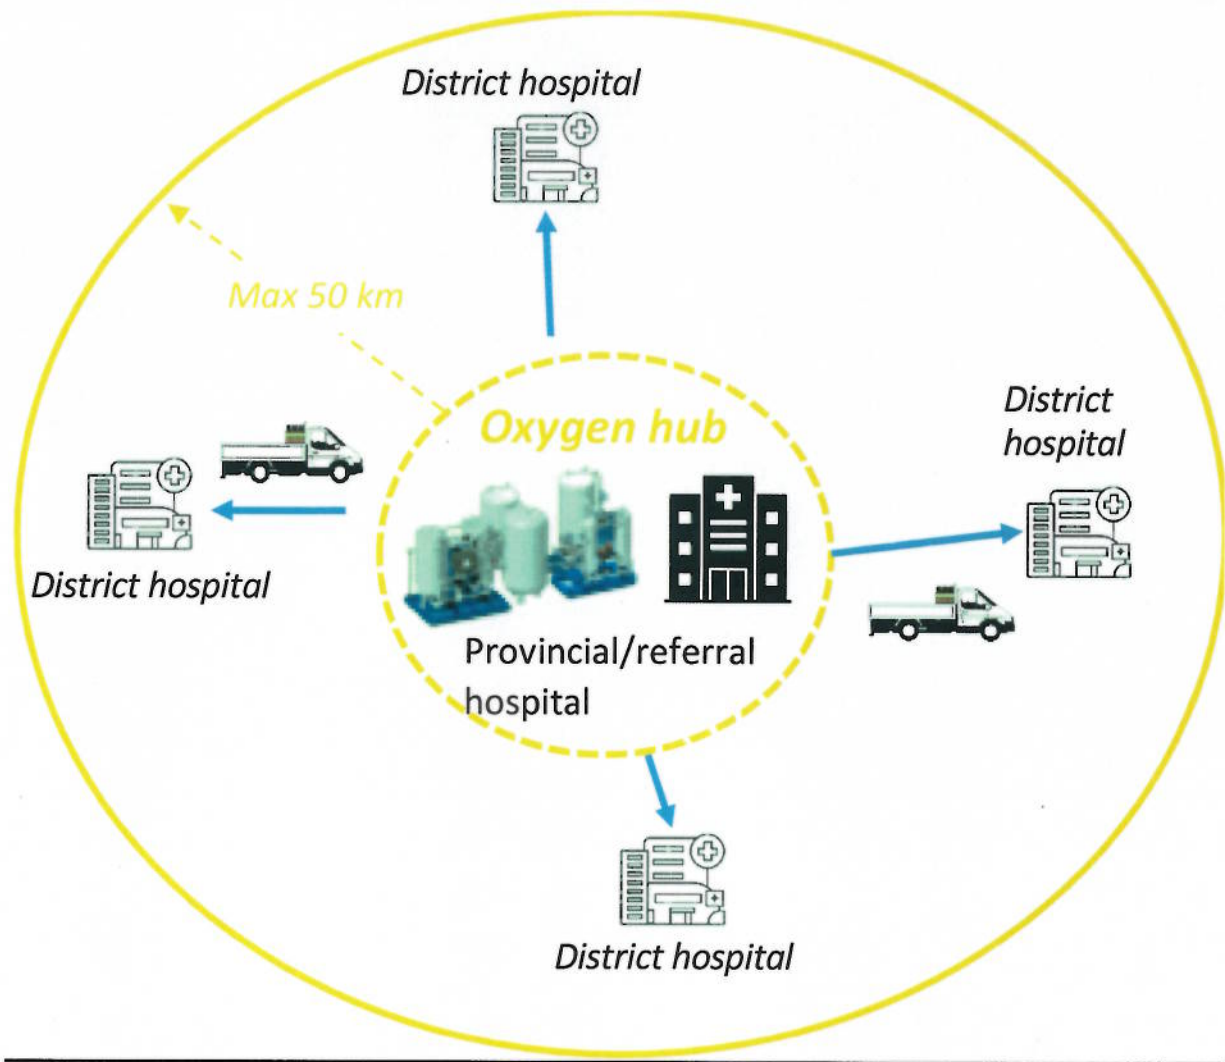 District hospital
Max 50 km
District
hospital
Oxygen hub
District hospital
Provincial/referral
hospital
District hospital